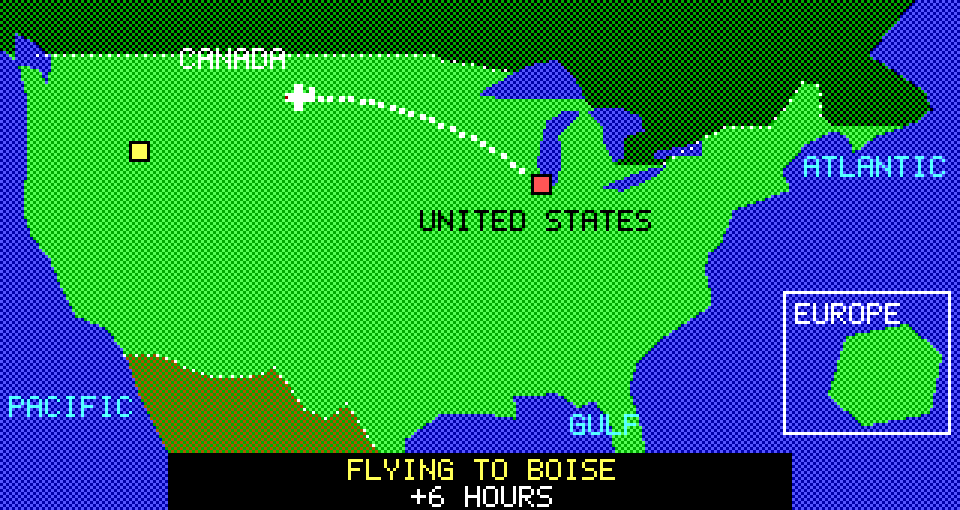 CANADA
ATLANTIC
UNITED STATES
EUROPE
PACIFIC
GULF
FLYING TO BOISE
+6 HOURS